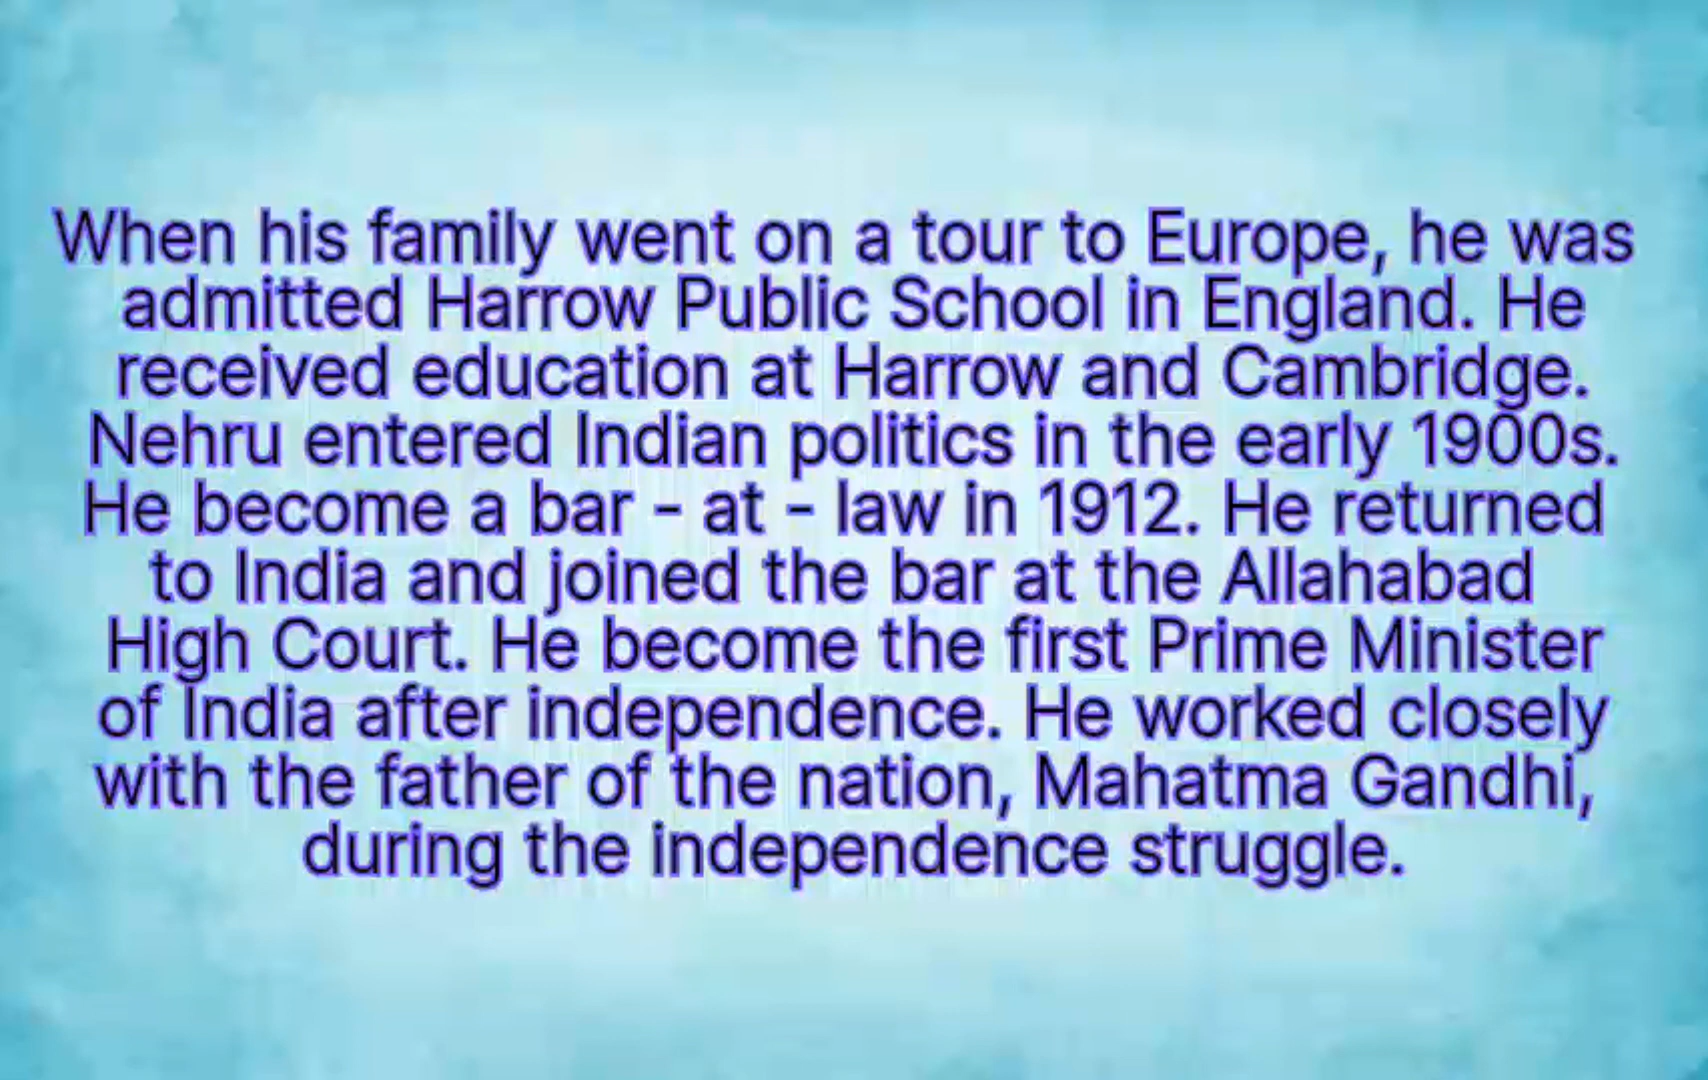 When his family went on a tour to Europe, he was
admitted Harrow Public School in England. He
received education at Harrow and Cambridge.
Nehru entered Indian politics in the early 1900s.
He become a bar - at - law in 1912. He returned
to India and joined the bar at the Allahabad
High Court. He become the first Prime Minister
of India after independence. He worked closely
with the father of the nation, Mahatma Gandhi,
during the independence struggle.